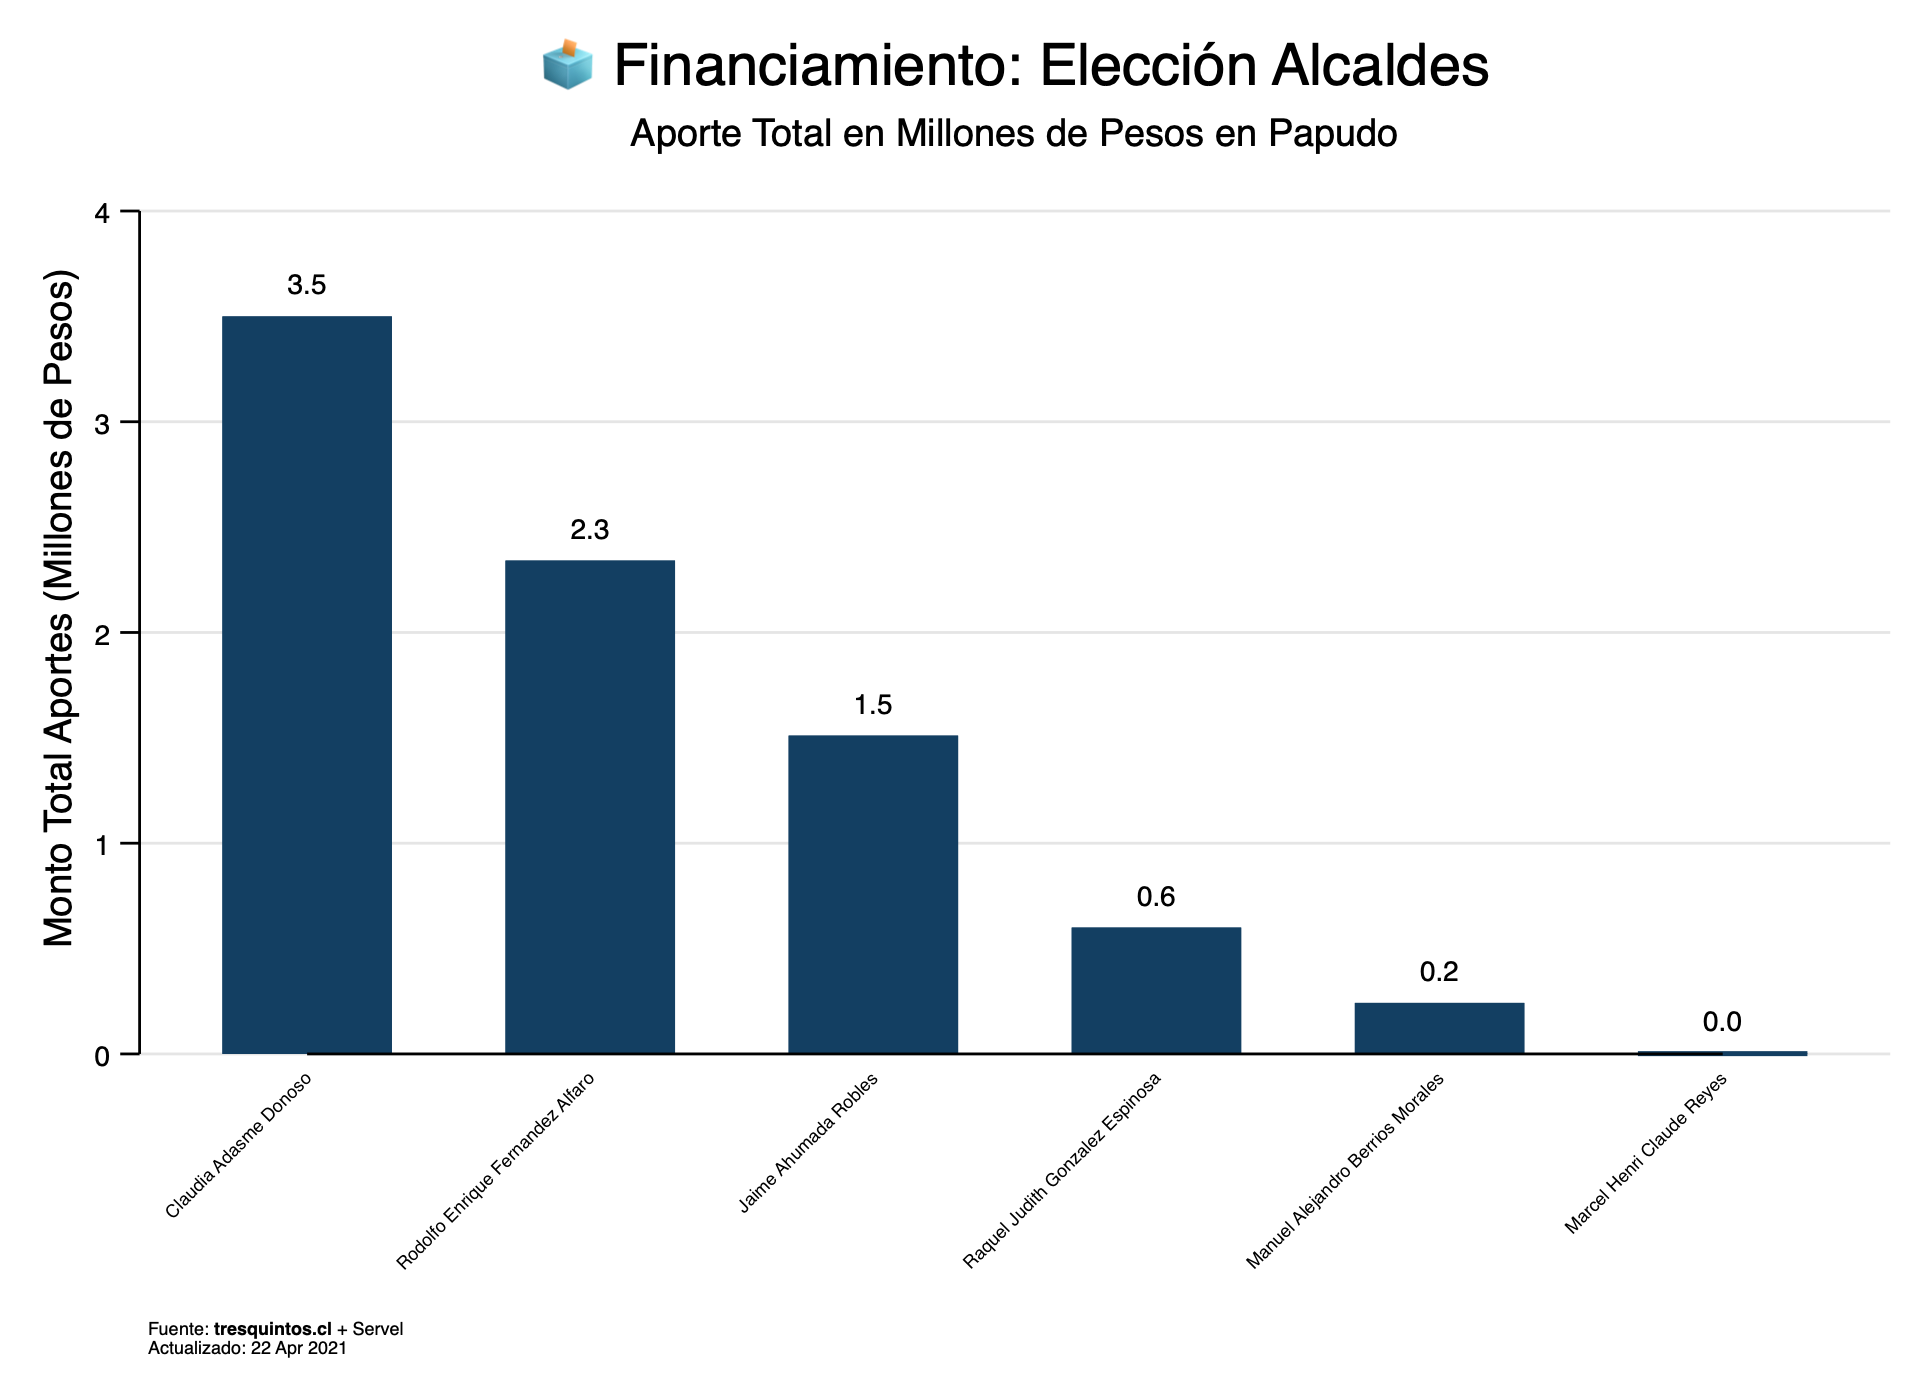 Financiamiento: Elección Alcaldes
Aporte Total en Millones de Pesos en Papudo
Monto Total Aportes (Millones de Pesos)
4
3
2
1
0
3.5
2.3
1.5
0.6
0.2
0.0
Claudia Adasme Donoso
Rodolfo Enrique Fernandez Alfaro
Jaime Ahumada Robles
Raquel Judith Gonzalez Espinosa
Manuel Alejandro Berrios Morales
Marcel Henri Claude Reyes
Fuente: tresquintos.cl + Servel
Actualizado: 22 Apr 2021